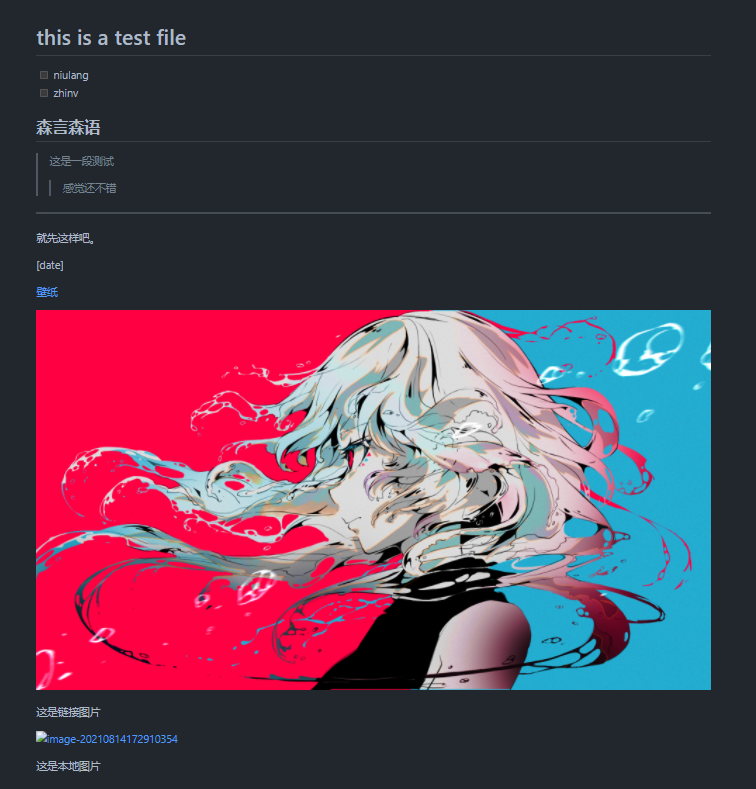 this is a test file
niulang
zhinv
森言森语
这是一段测试
感觉还不错
就先这样吧。
[date]
壁纸
这是链接图片
image-20210814172910354
这是本地图片